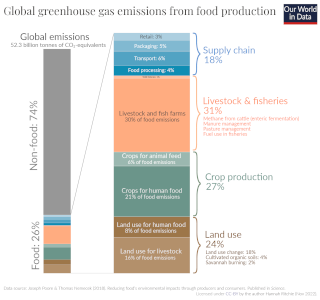 Global greenhouse gas emissions from food production
Our World
in Data
Global emissions
52.3 billion tonnes of CO₂-equivalents
Non-food: 74%
Food: 26%
Retail: 3%
Packaging: 5%
Transport: 6%
Food processing: 4%
Supply chain
18%
Livestock and fish farms
30% of food emissions
Livestock & fisheries
31%
Methane from cattle (enteric fermentation)
Manure management
Pasture management
Fuel use in fisheries
Crops for animal food
6% of food emissions
Crops for human food
21% of food emissions
Crop production
27%
Land use for human food
8% of food emissions
Land use for livestock
16% of food emissions
Land use
24%
Land use change: 18%
Cultivated organic soils: 4%
Savannah burning: 2%
Data source: Joseph Poore & Thomas Nemecek (2018). Reducing food's environmental impacts through producers and consumers. Published in Science.
Licensed under CC-BY by the author Hannah Ritchie